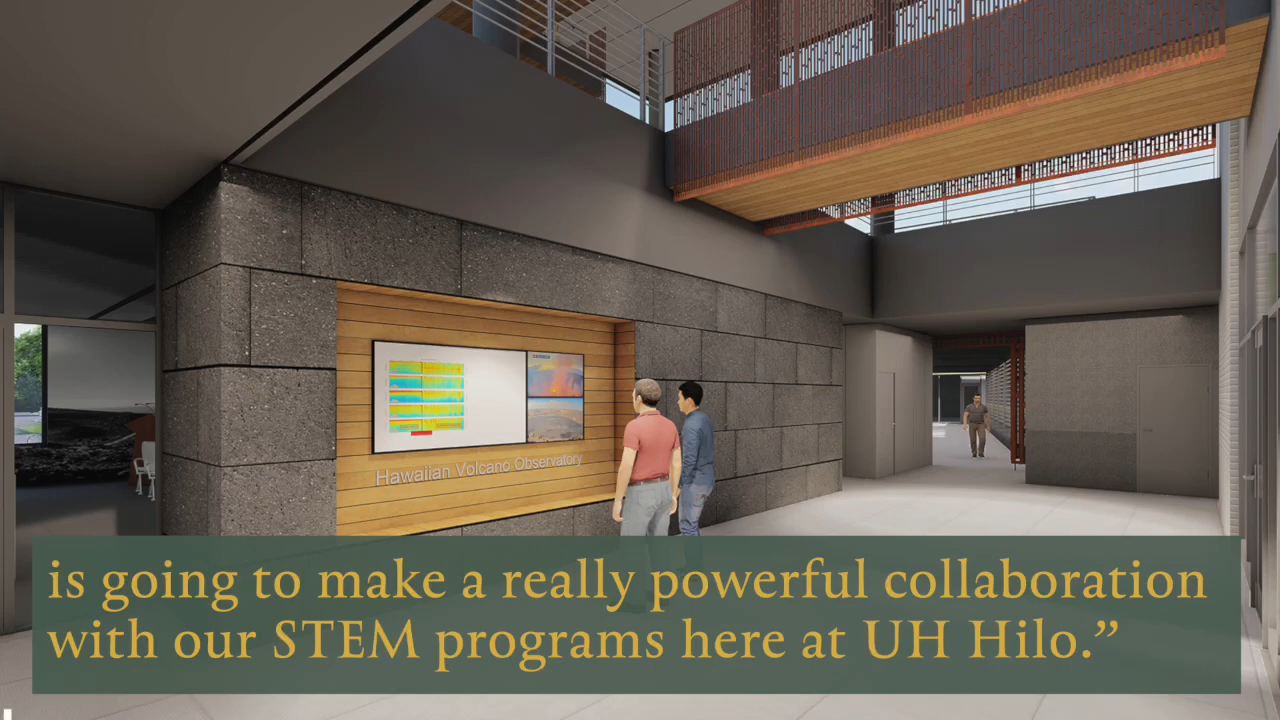 Hawaiian Volcano Observatory
is going to make a really powerful collaboration
with our STEM programs here at UH Hilo.”